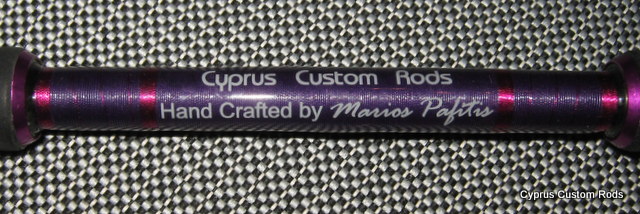 Cyprus Custom Rods
Hand Crafted by Marios Pafitis
Cyprus Custom Rods